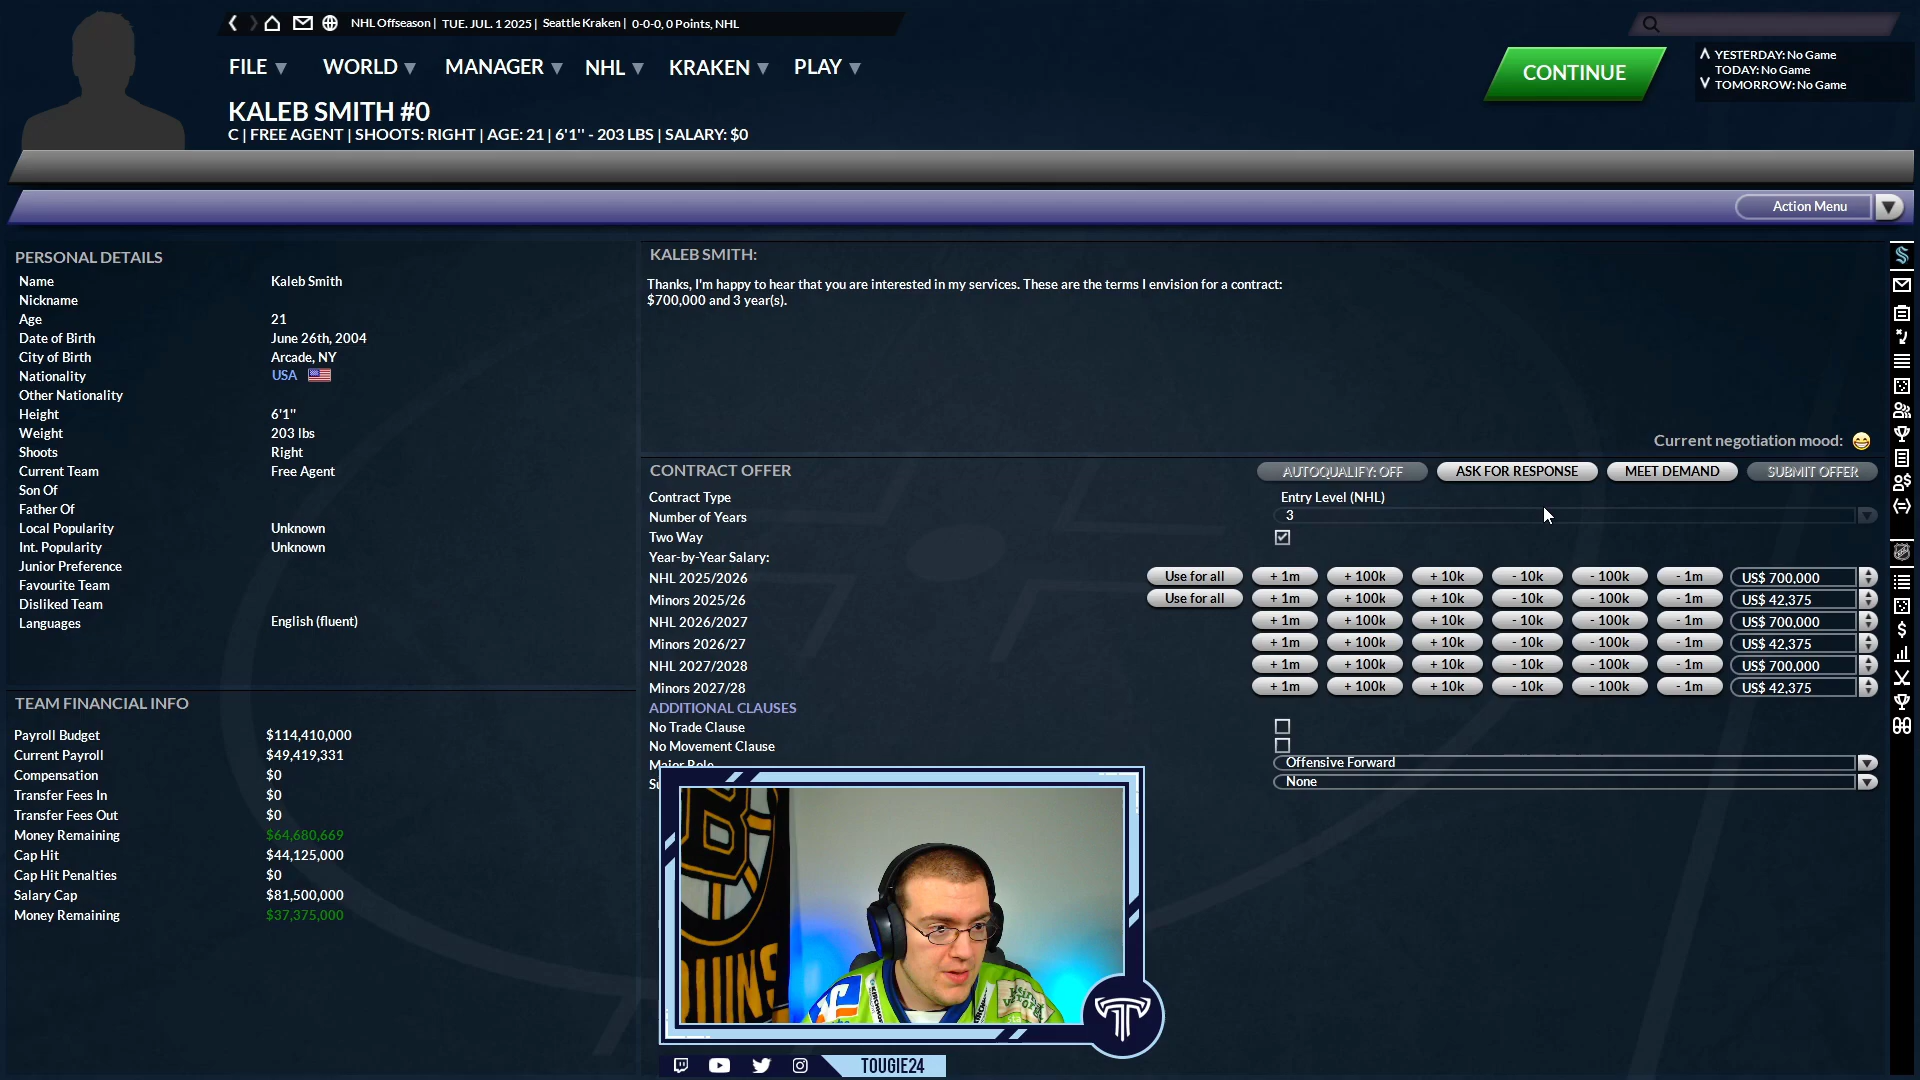 NHL Offseason | TUE. JUL. 1 2025 | Seattle Kraken | 0-0-0, 0 Points, NHL
FILE WORLD MANAGER NHL KRAKEN PLAY
CONTINUE
YESTERDAY: No Game
TODAY: No Game
TOMORROW: No Game
KALEB SMITH #0
C | FREE AGENT | SHOOTS: RIGHT | AGE: 21 | 6'1'' - 203 LBS | SALARY: $0
Action Menu
PERSONAL DETAILS
Name Kaleb Smith
Nickname
Age 21
Date of Birth June 26th, 2004
City of Birth Arcade, NY
Nationality USA
Other Nationality
Height 6'1''
Weight 203 lbs
Shoots Right
Current Team Free Agent
Son Of
Father Of
Local Popularity Unknown
Int. Popularity Unknown
Junior Preference
Favourite Team
Disliked Team
Languages English (fluent)
TEAM FINANCIAL INFO
Payroll Budget $114,410,000
Current Payroll $49,419,331
Compensation $0
Transfer Fees In $0
Transfer Fees Out $0
Money Remaining $64,680,669
Cap Hit $44,125,000
Cap Hit Penalties $0
Salary Cap $81,500,000
Money Remaining $37,375,000
KALEB SMITH:
Thanks, I'm happy to hear that you are interested in my services. These are the terms I envision for a contract:
$700,000 and 3 year(s).
Current negotiation mood:
CONTRACT OFFER AUTOQUALIFY: OFF ASK FOR RESPONSE MEET DEMAND SUBMIT OFFER
Contract Type Entry Level (NHL)
Number of Years 3
Two Way
Year-by-Year Salary:
NHL 2025/2026 Use for all + 1m + 100k + 10k - 10k - 100k - 1m US$ 700,000
Minors 2025/26 Use for all + 1m + 100k + 10k - 10k - 100k - 1m US$ 42,375
NHL 2026/2027 + 1m + 100k + 10k - 10k - 100k - 1m US$ 700,000
Minors 2026/27 + 1m + 100k + 10k - 10k - 100k - 1m US$ 42,375
NHL 2027/2028 + 1m + 100k + 10k - 10k - 100k - 1m US$ 700,000
Minors 2027/28 + 1m + 100k + 10k - 10k - 100k - 1m US$ 42,375
ADDITIONAL CLAUSES
No Trade Clause
No Movement Clause
Major Role Offensive Forward
None
TOUGIE24